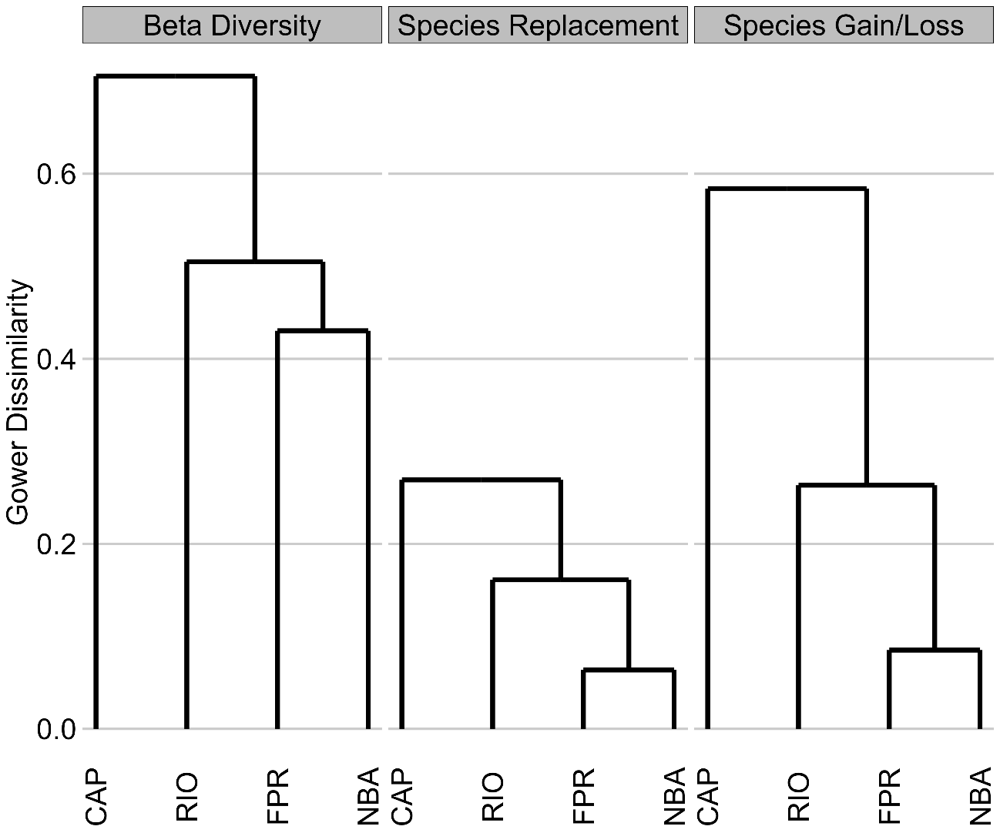 Beta Diversity
Species Replacement
Species Gain/Loss
Gower Dissimilarity
0.6
0.4
0.2
0.0
CAP
RIO
FPR
NBA
CAP
RIO
FPR
NBA
CAP
RIO
FPR
NBA